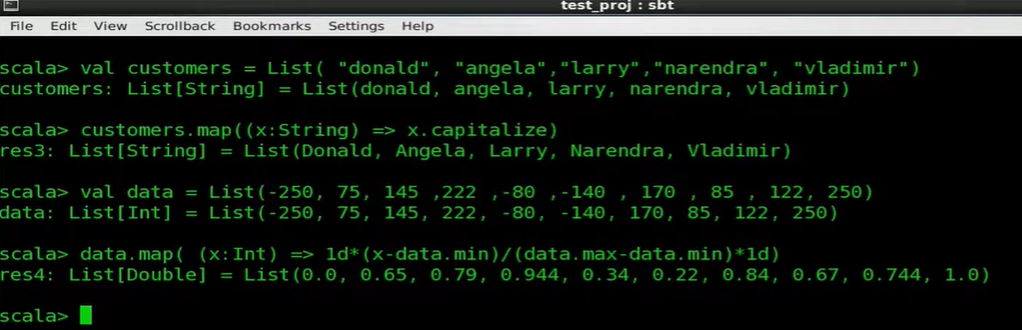 test_proj : sbt
File Edit View Scrollback Bookmarks Settings Help
scala> val customers = List( "donald", "angela","larry","narendra", "vladimir")
customers: List[String] = List(donald, angela, larry, narendra, vladimir)
scala> customers.map((x:String) => x.capitalize)
res3: List[String] = List(Donald, Angela, Larry, Narendra, Vladimir)
scala> val data = List(-250, 75, 145 ,222 ,-80 ,-140 , 170 , 85 , 122, 250)
data: List[Int] = List(-250, 75, 145, 222, -80, -140, 170, 85, 122, 250)
scala> data.map( (x:Int) => 1d*(x-data.min)/(data.max-data.min)*1d)
res4: List[Double] = List(0.0, 0.65, 0.79, 0.944, 0.34, 0.22, 0.84, 0.67, 0.744, 1.0)
scala>